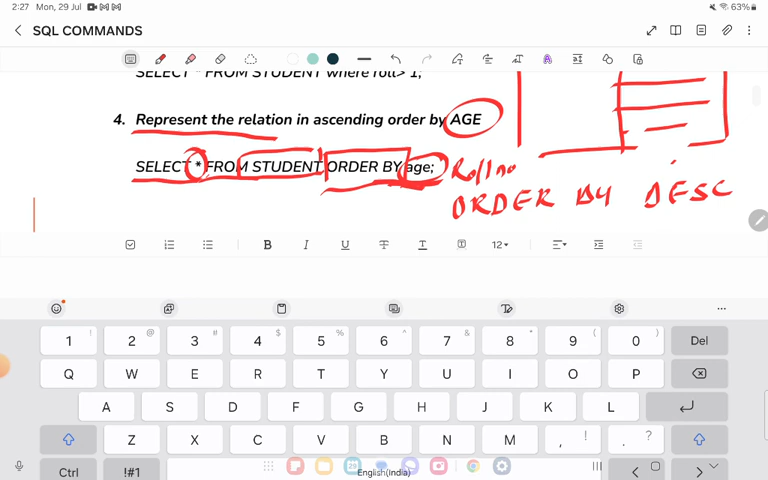 2:27 Mon, 29 Jul
63%
SQL COMMANDS
SELECT * FROM STUDENT where roll> 1;
4. Represent the relation in ascending order by AGE
SELECT * FROM STUDENT ORDER BY age;
Rollno
ORDER BY DESC
B I U T T 12
1 ! 2 @ 3 # 4 $ 5 % 6 ^ 7 & 8 * 9 ( 0 ) Del
Q W E R T Y U I O P
A S D F G H J K L
Z X C V B N M , ! . ?
Ctrl !#1 English(India)